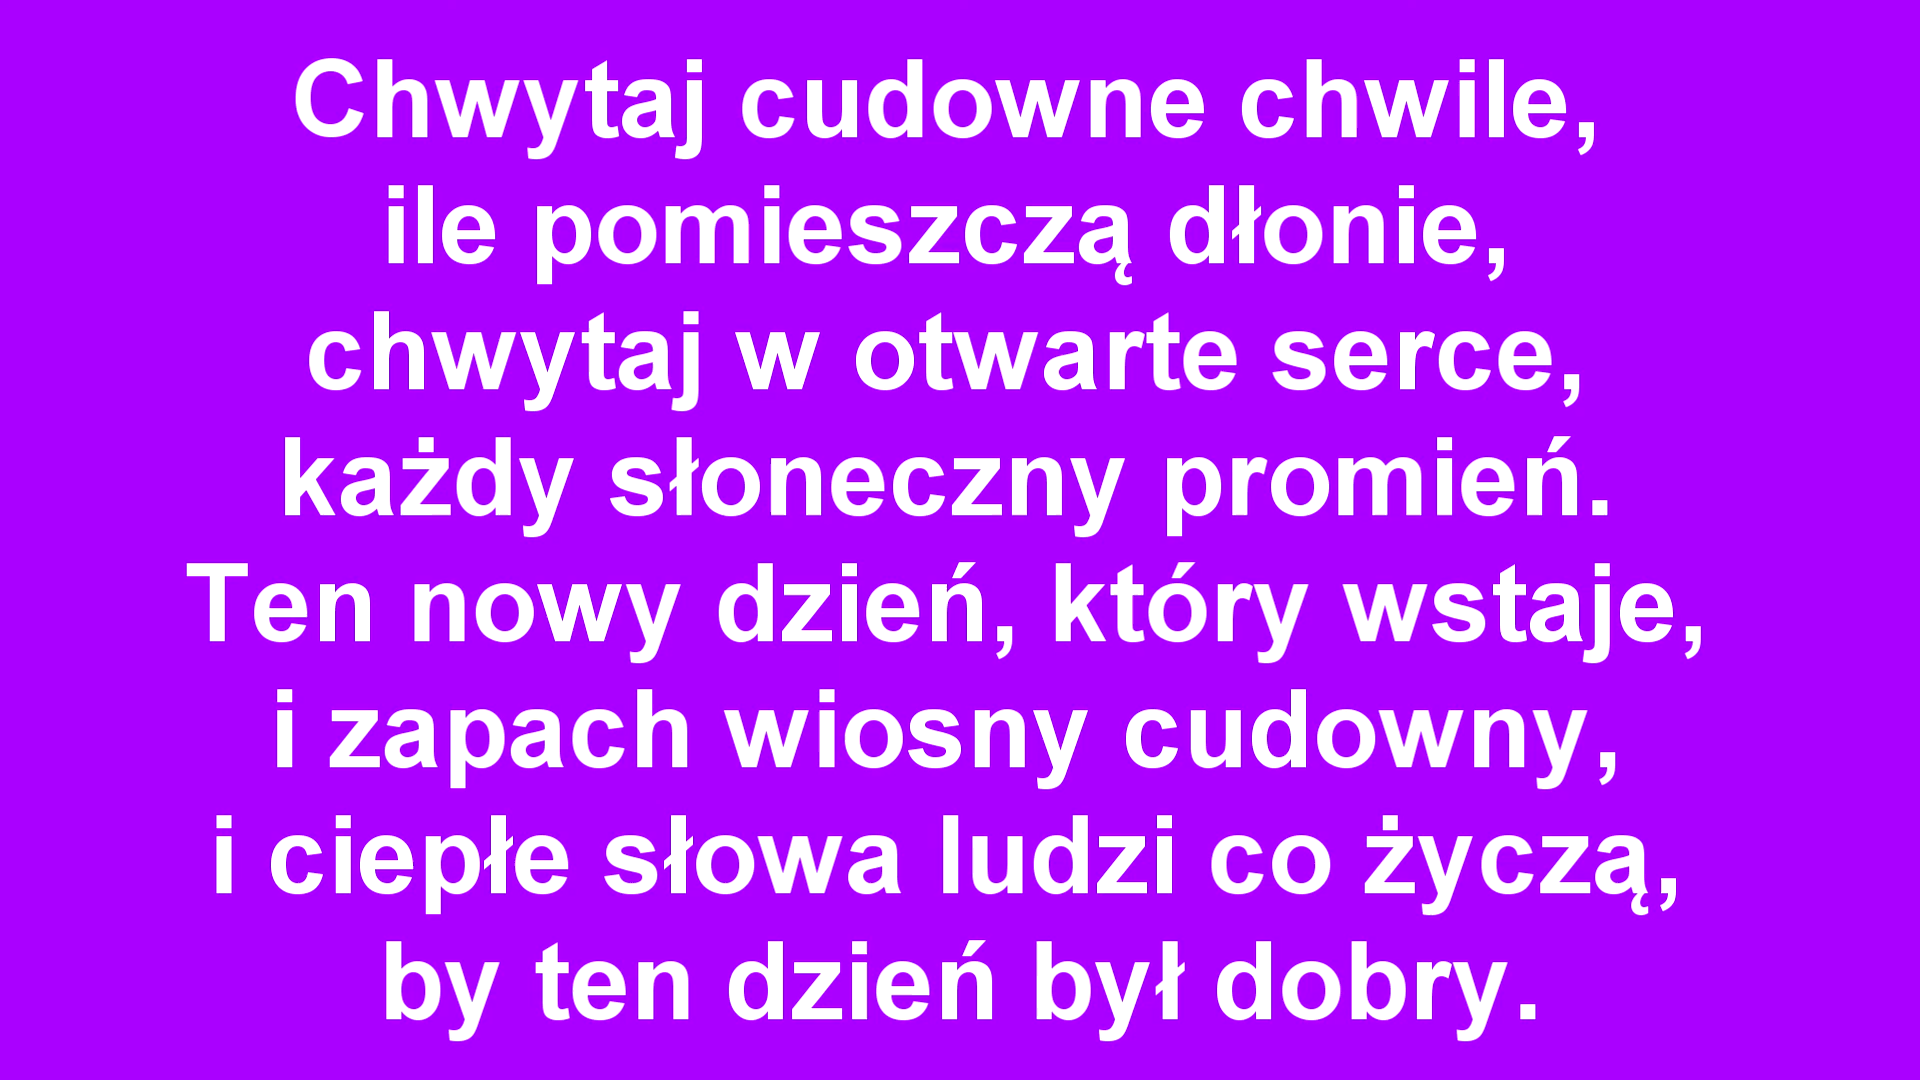 Chwytaj cudowne chwile,
ile pomieszczą dłonie,
chwytaj w otwarte serce,
każdy słoneczny promień.
Ten nowy dzień, który wstaje,
i zapach wiosny cudowny,
i ciepłe słowa ludzi co życzą,
by ten dzień był dobry.